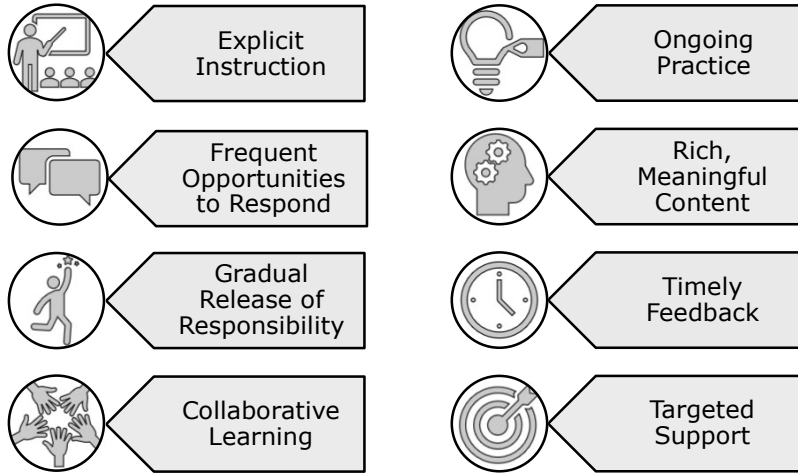 Explicit
Instruction
Frequent
Opportunities
to Respond
Gradual
Release of
Responsibility
Collaborative
Learning
Ongoing
Practice
Rich,
Meaningful
Content
Timely
Feedback
Targeted
Support